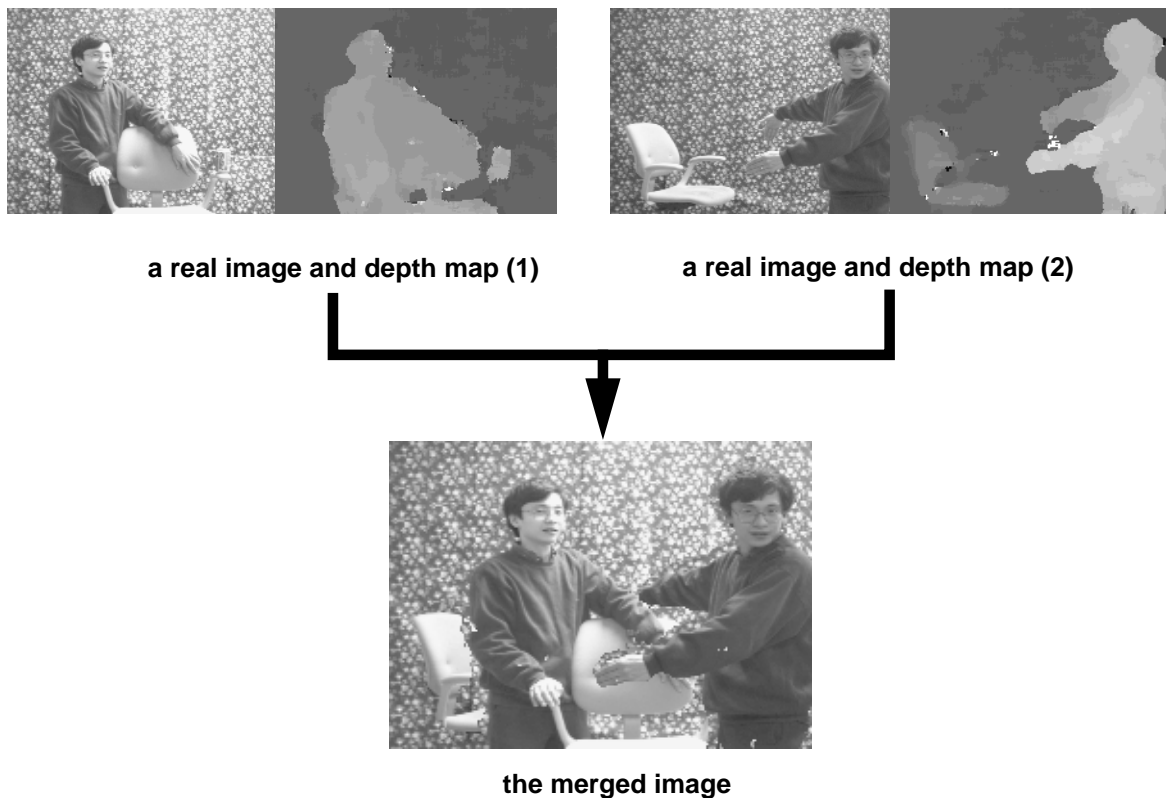 a real image and depth map (1)
a real image and depth map (2)
the merged image